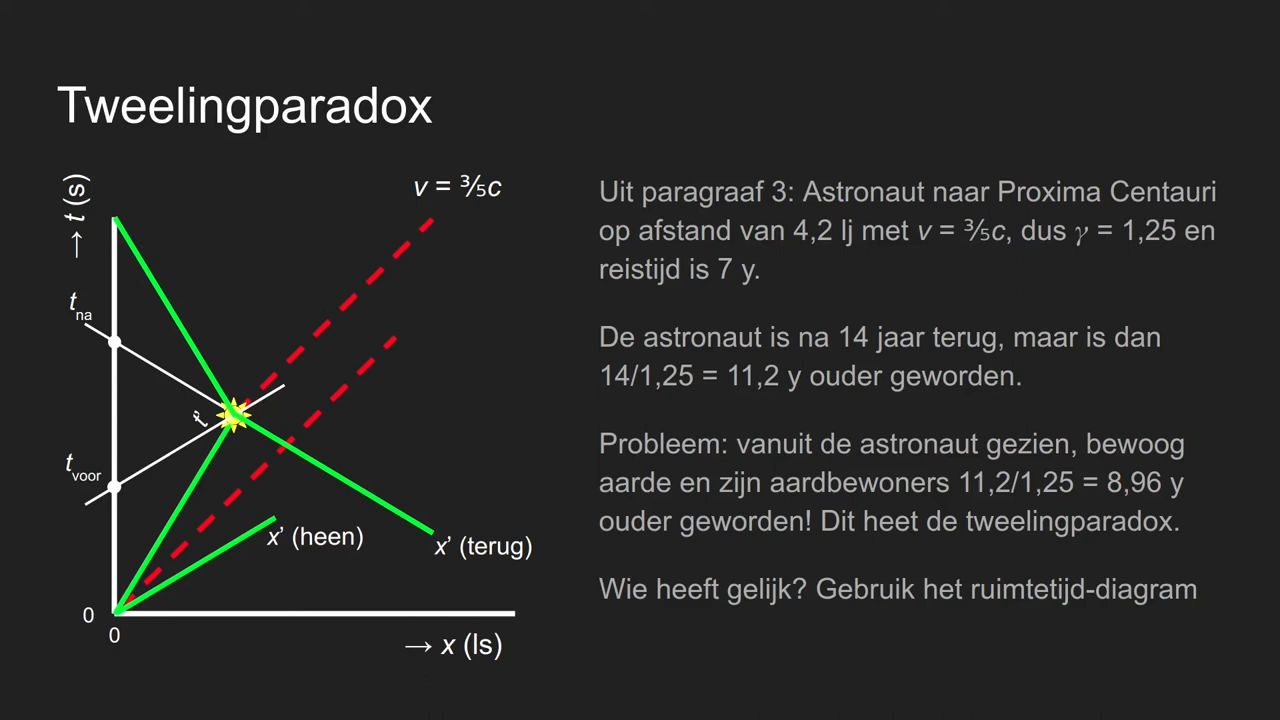 Tweelingparadox
→ t (s)
v = ⅗c
t na
t'
t voor
x’ (heen)
x’ (terug)
0
0
→ x (ls)
Uit paragraaf 3: Astronaut naar Proxima Centauri
op afstand van 4,2 lj met v = ⅗c, dus γ = 1,25 en
reistijd is 7 y.
De astronaut is na 14 jaar terug, maar is dan
14/1,25 = 11,2 y ouder geworden.
Probleem: vanuit de astronaut gezien, bewoog
aarde en zijn aardbewoners 11,2/1,25 = 8,96 y
ouder geworden! Dit heet de tweelingparadox.
Wie heeft gelijk? Gebruik het ruimtetijd-diagram